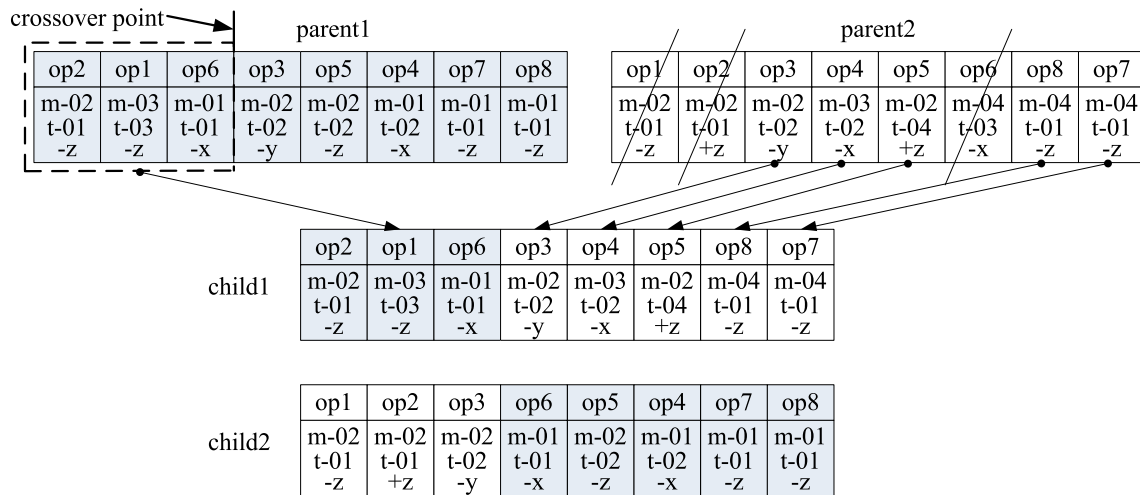 crossover point
parent1
parent2
op2 op1 op6 op3 op5 op4 op7 op8
m-02 m-03 m-01 m-02 m-02 m-01 m-01 m-01
t-01 t-03 t-01 t-02 t-02 t-02 t-01 t-01
-z -z -x -y -z -x -z -z
op1 op2 op3 op4 op5 op6 op8 op7
m-02 m-02 m-02 m-03 m-02 m-04 m-04 m-04
t-01 t-01 t-02 t-02 t-04 t-03 t-01 t-01
-z +z -y -x +z -x -z -z
child1
op2 op1 op6 op3 op4 op5 op8 op7
m-02 m-03 m-01 m-02 m-03 m-02 m-04 m-04
t-01 t-03 t-01 t-02 t-02 t-04 t-01 t-01
-z -z -x -y -x +z -z -z
child2
op1 op2 op3 op6 op5 op4 op7 op8
m-02 m-02 m-02 m-01 m-02 m-01 m-01 m-01
t-01 t-01 t-02 t-01 t-02 t-02 t-01 t-01
-z +z -y -x -z -x -z -z